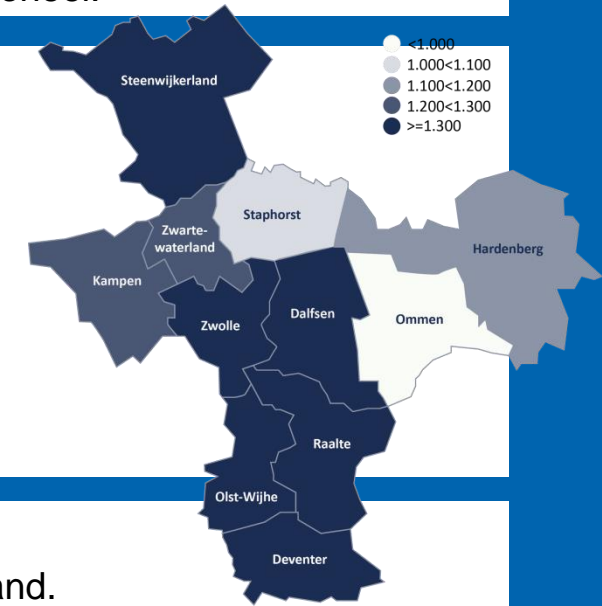 <1.000
1.000<1.100
1.100<1.200
1.200<1.300
>=1.300
Steenwijkerland
Staphorst
Zwarte-
waterland
Hardenberg
Kampen
Zwolle
Dalfsen
Ommen
Raalte
Olst-Wijhe
Deventer
and.